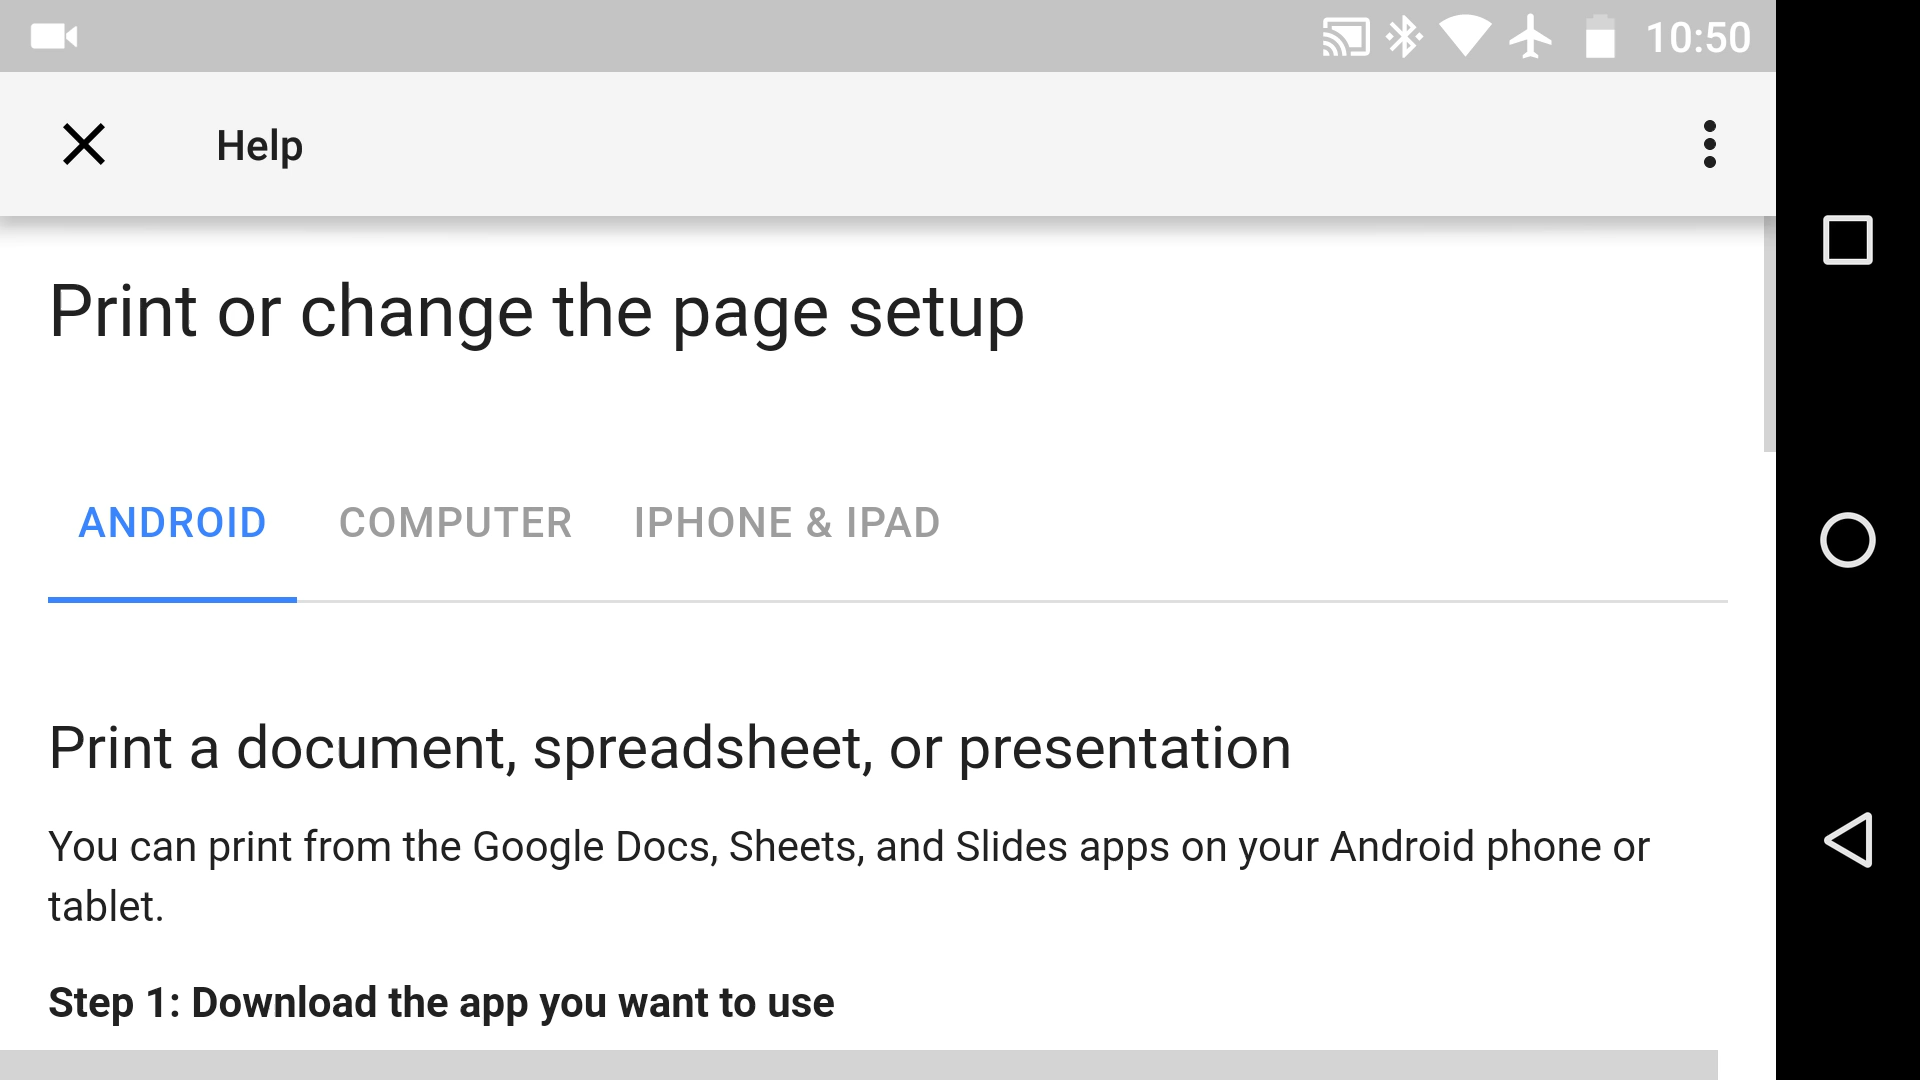 10:50
Help
Print or change the page setup
ANDROID COMPUTER IPHONE & IPAD
Print a document, spreadsheet, or presentation
You can print from the Google Docs, Sheets, and Slides apps on your Android phone or
tablet.
Step 1: Download the app you want to use